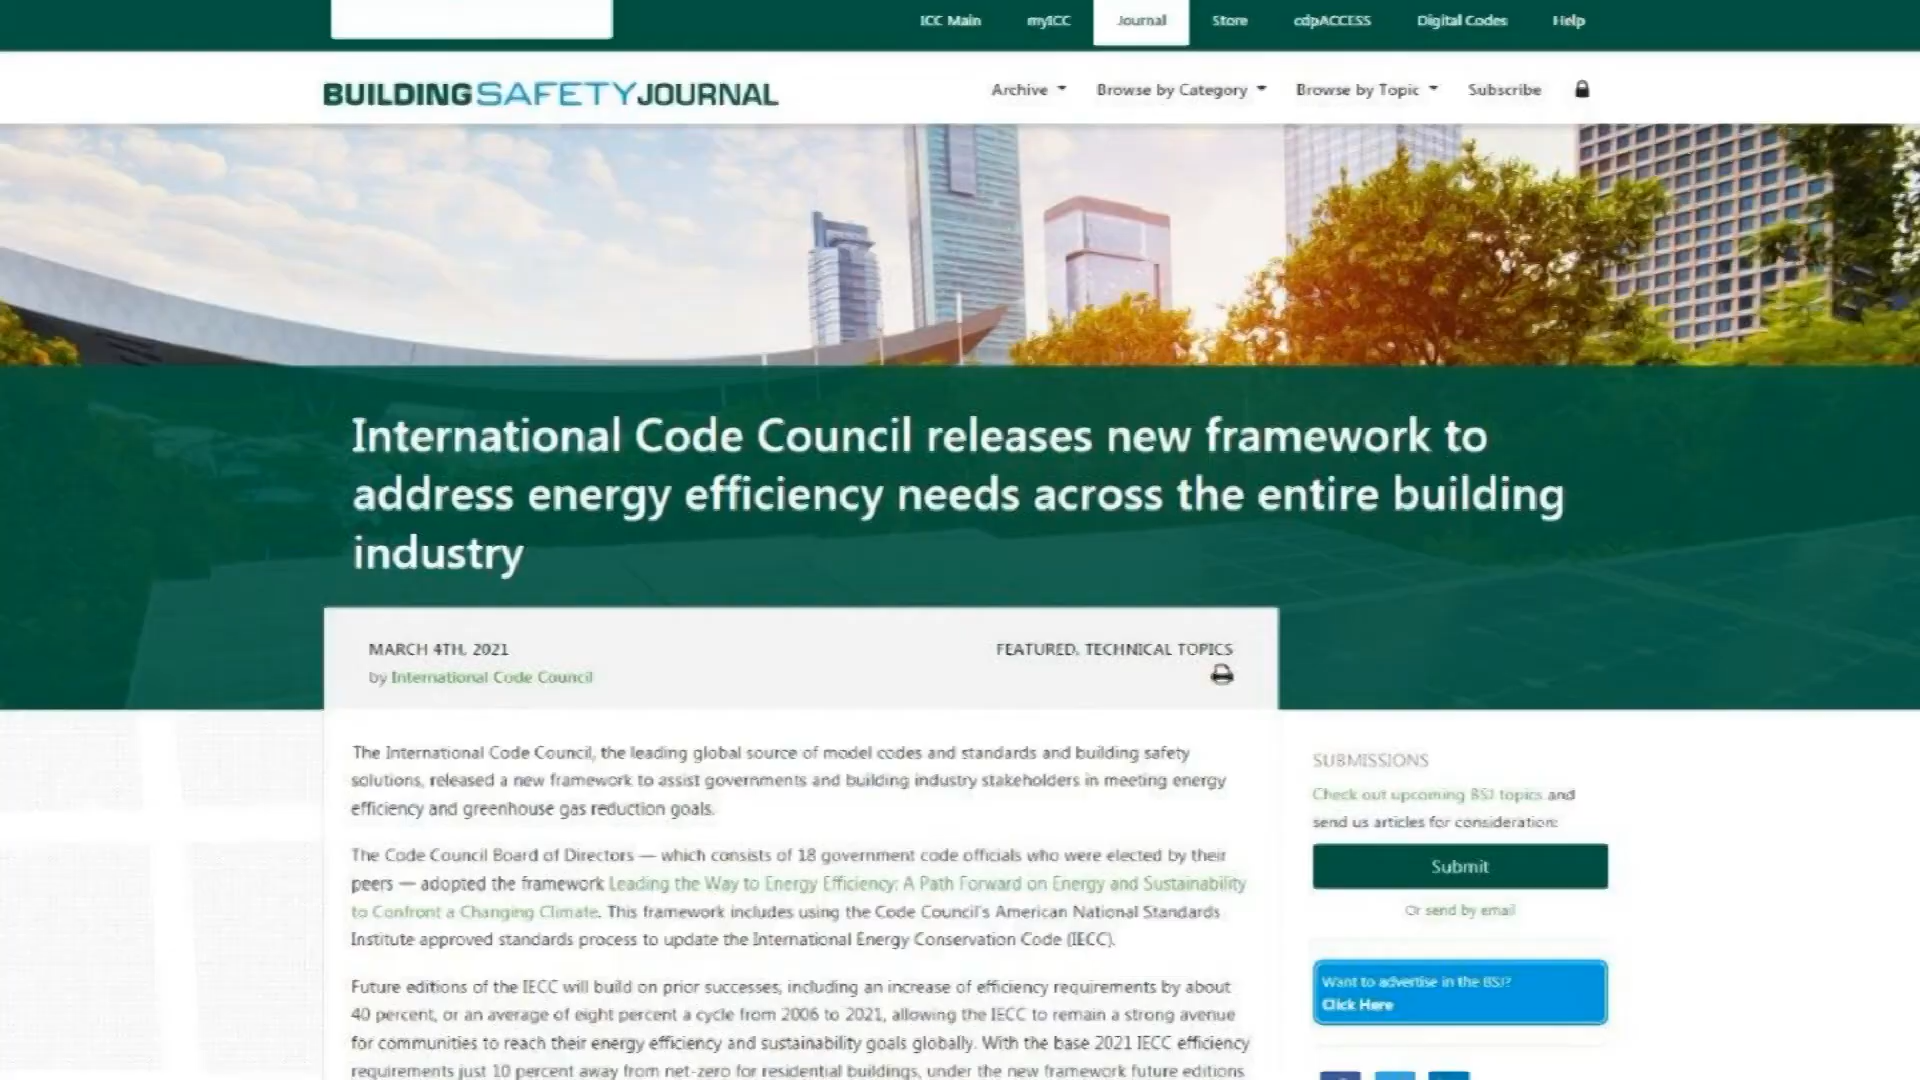 ICC Main myICC Journal Store cdpACCESS Digital Codes Help
BUILDINGSAFETYJOURNAL
Archive Browse by Category Browse by Topic Subscribe
International Code Council releases new framework to
address energy efficiency needs across the entire building
industry
MARCH 4TH, 2021
FEATURED, TECHNICAL TOPICS
by International Code Council
The International Code Council, the leading global source of model codes and standards and building safety
solutions, released a new framework to assist governments and building industry stakeholders in meeting energy
efficiency and greenhouse gas reduction goals.
The Code Council Board of Directors — which consists of 18 government code officials who were elected by their
peers — adopted the framework Leading the Way to Energy Efficiency: A Path Forward on Energy and Sustainability
to Confront a Changing Climate. This framework includes using the Code Council's American National Standards
Institute approved standards process to update the International Energy Conservation Code (IECC).
Future editions of the IECC will build on prior successes, including an increase of efficiency requirements by about
40 percent, or an average of eight percent a cycle from 2006 to 2021, allowing the IECC to remain a strong avenue
for communities to reach their energy efficiency and sustainability goals globally. With the base 2021 IECC efficiency
requirements just 10 percent away from net-zero for residential buildings, under the new framework future editions
SUBMISSIONS
Check out upcoming BSJ topics and
send us articles for consideration:
Submit
Or send by email
Want to advertise in the BSJ?
Click Here